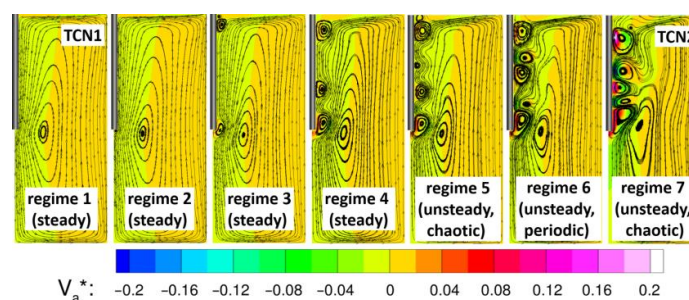 TCN1
TCN2
regime 1
(steady)
regime 2
(steady)
regime 3
(steady)
regime 4
(steady)
regime 5
(unsteady,
chaotic)
regime 6
(unsteady,
periodic)
regime 7
(unsteady,
chaotic)
Va*: −0.2 −0.16 −0.12 −0.08 −0.04 0 0.04 0.08 0.12 0.16 0.2